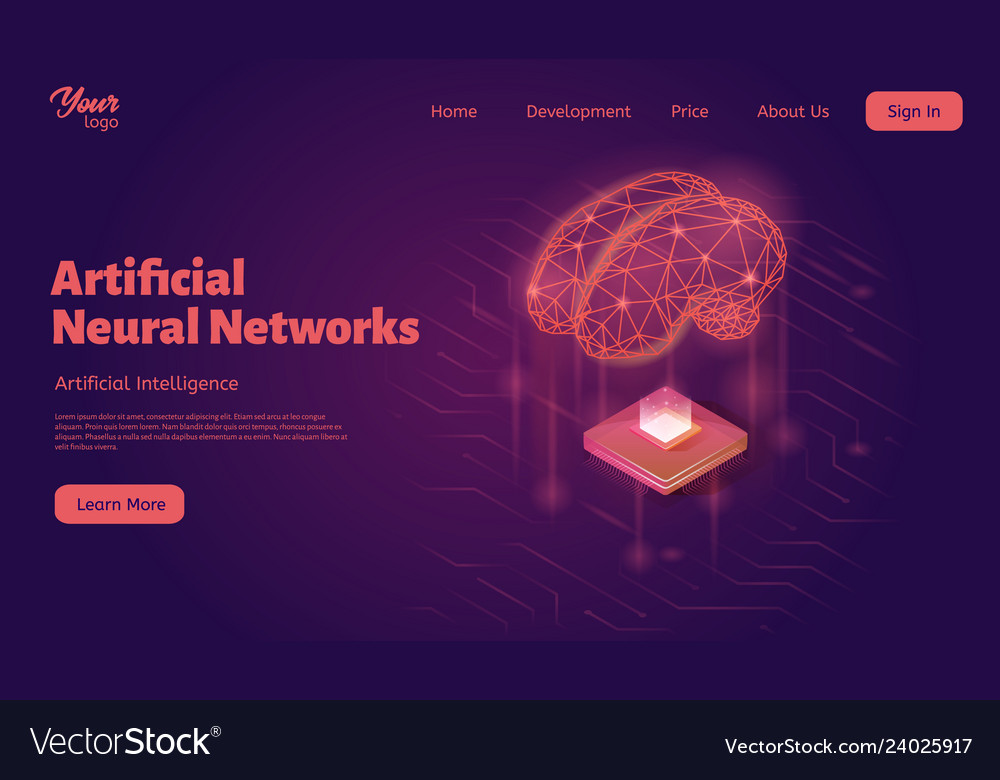 Your
logo
Home Development Price About Us Sign In
Artificial
Neural Networks
Artificial Intelligence
Lorem ipsum dolor sit amet, consectetur adipiscing elit. Etiam sed arcu at leo congue
aliquam. Proin quis lorem lorem. Nam blandit dolor quis orci tempus, rhoncus posuere ex
aliquam. Phasellus a nulla sed nulla dapibus elementum a eu enim. Nunc aliquam libero at
velit finibus viverra.
Learn More
VectorStock®
VectorStock.com/24025917